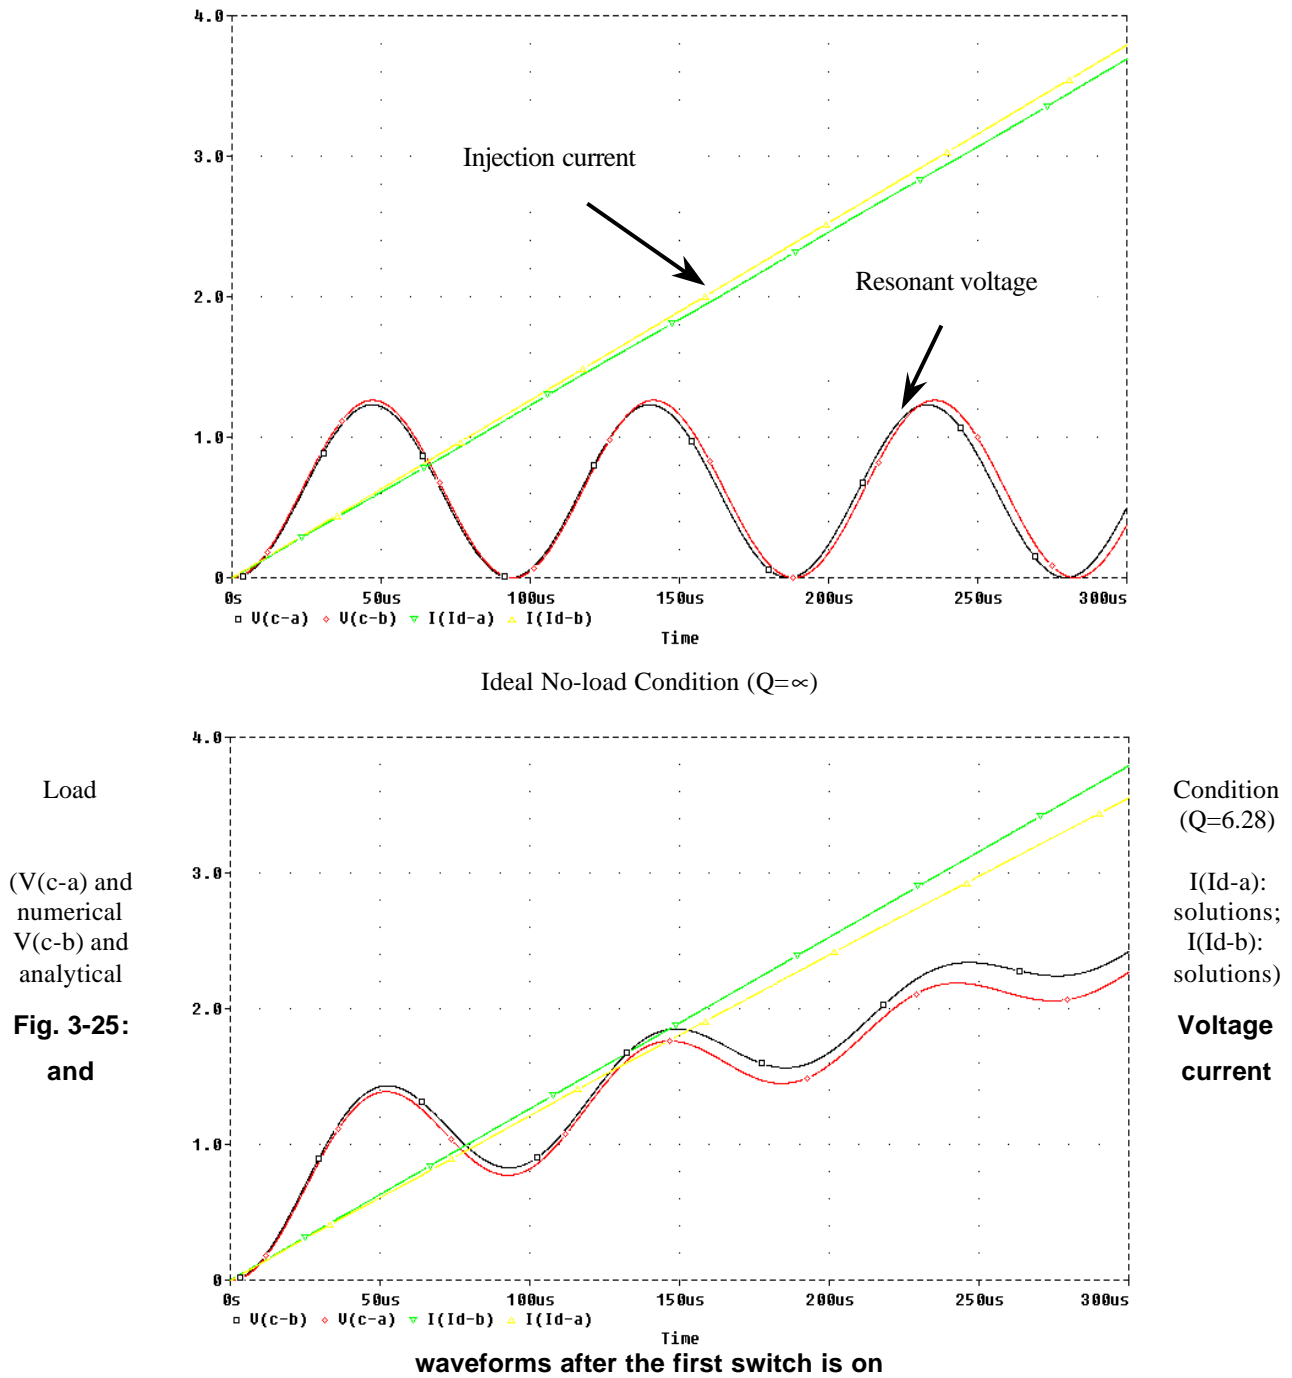 4.0
Injection current
3.0
Resonant voltage
2.0
1.0
0
0s 50us 100us 150us 200us 250us 300us
V(c-a) V(c-b) I(Id-a) I(Id-b)
Time
Ideal No-load Condition (Q=∞)
4.0
Load Condition
(Q=6.28)
3.0
(V(c-a) and I(Id-a):
numerical solutions;
V(c-b) and I(Id-b):
analytical solutions)
2.0
Fig. 3-25: Voltage
and current
1.0
0
0s 50us 100us 150us 200us 250us 300us
V(c-b) V(c-a) I(Id-b) I(Id-a)
Time
waveforms after the first switch is on